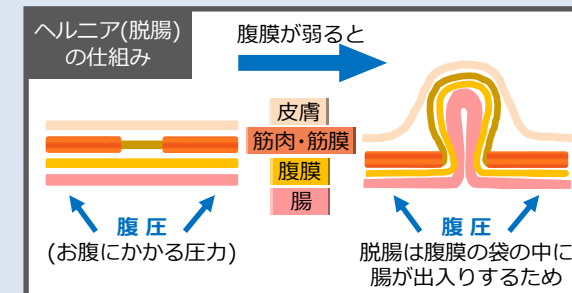 ヘルニア(脱腸)
の仕組み
腹膜が弱ると
皮膚
筋肉・筋膜
腹膜
腸
腹 圧
(お腹にかかる圧力)
腹 圧
脱腸は腹膜の袋の中に
腸が出入りするため